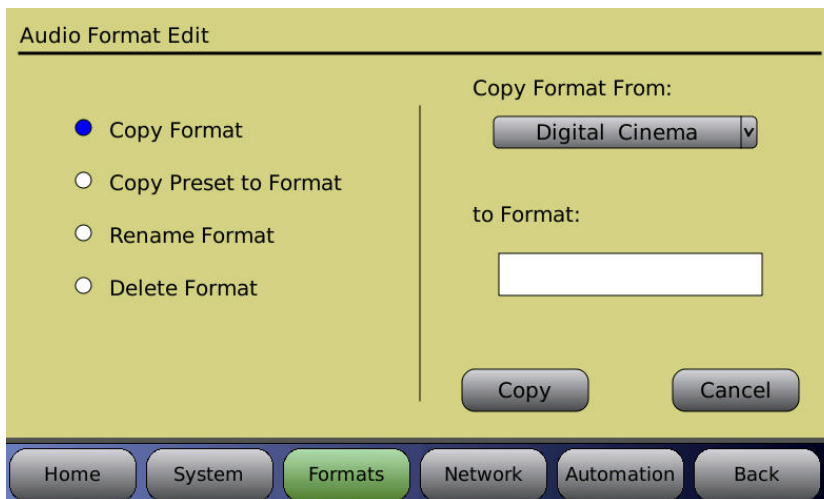 Audio Format Edit
Copy Format
Copy Preset to Format
Rename Format
Delete Format
Copy Format From:
Digital Cinema
to Format:
Copy
Cancel
Home
System
Formats
Network
Automation
Back